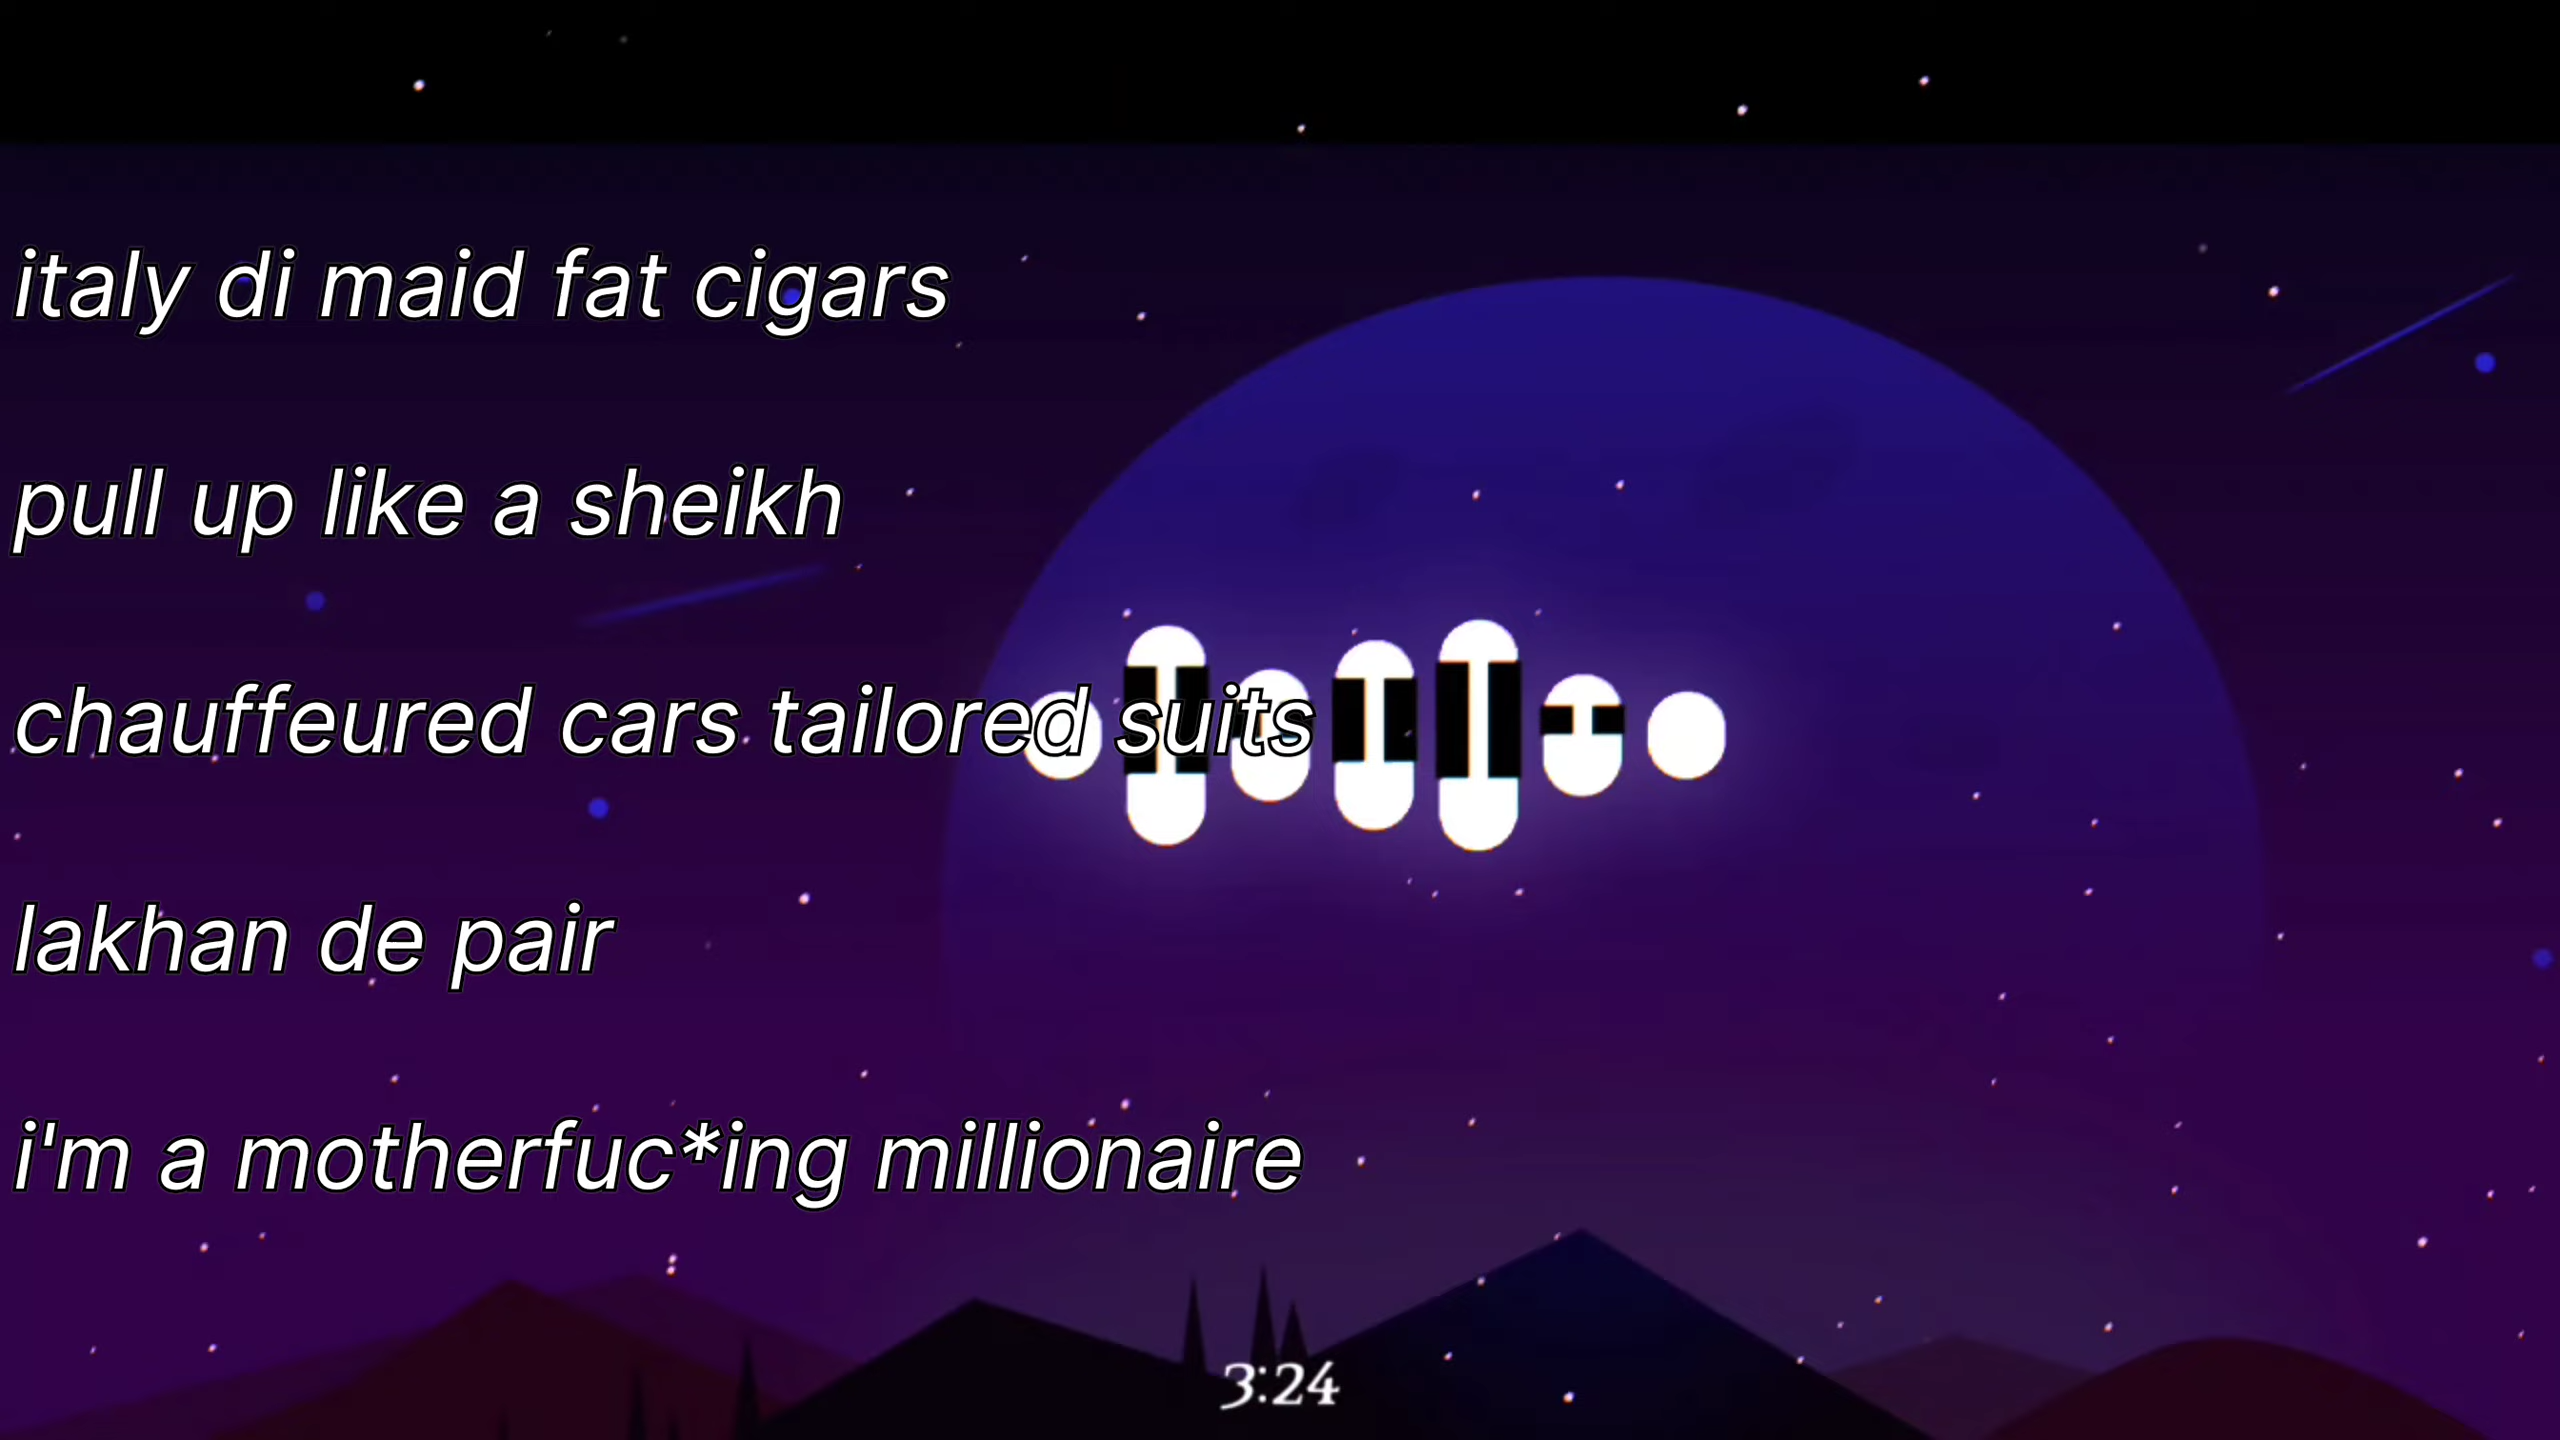 italy di maid fat cigars
pull up like a sheikh
chauffeured cars tailored suits
lakhan de pair
i'm a motherfuc*ing millionaire
3:24